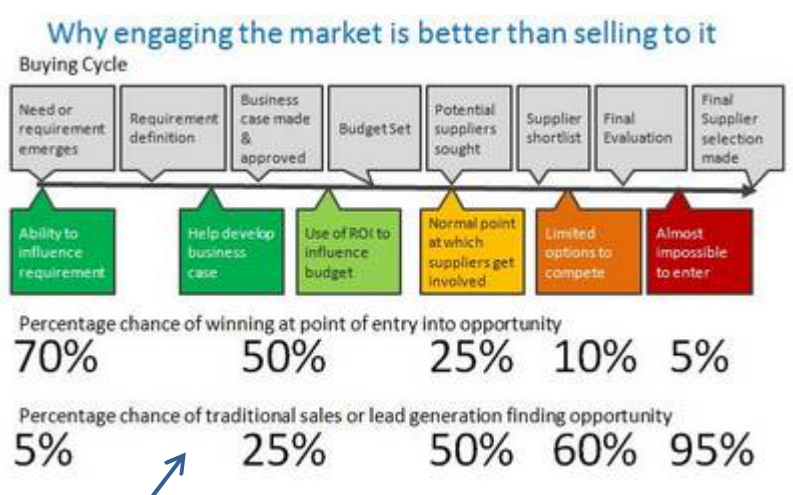 Why engaging the market is better than selling to it
Buying Cycle
Need or
requirement
emerges
Requirement
definition
Business
case made
&
approved
Budget Set
Potential
suppliers
sought
Supplier
shortlist
Final
Evaluation
Final
Supplier
selection
made
Ability to
influence
requirement
Help develop
business
case
Use of ROI to
influence
budget
Normal point
at which
suppliers get
involved
Limited
options to
compete
Almost
impossible
to enter
Percentage chance of winning at point of entry into opportunity
70% 50% 25% 10% 5%
Percentage chance of traditional sales or lead generation finding opportunity
5% 25% 50% 60% 95%